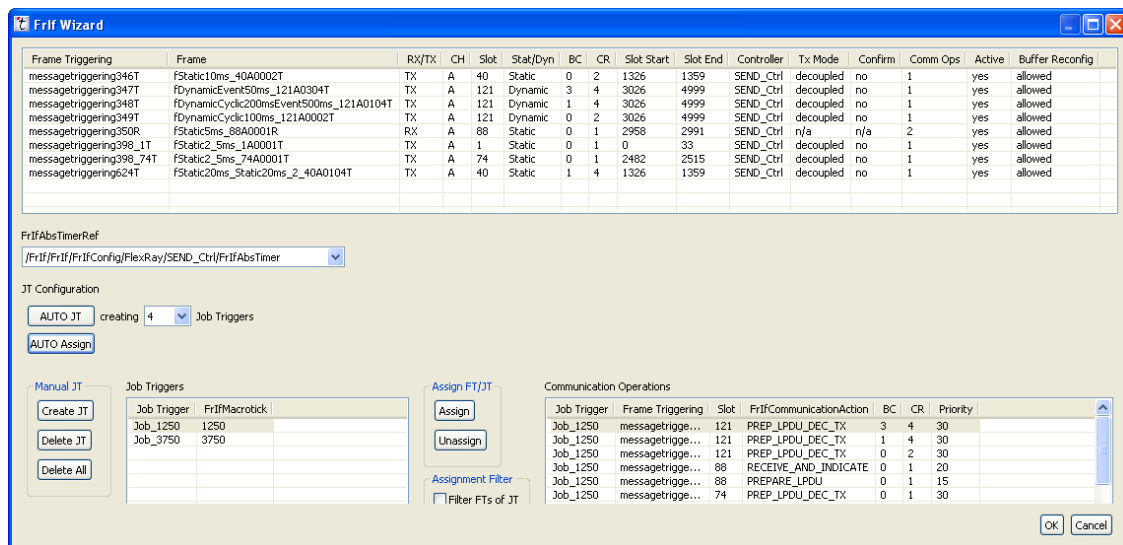 FrIf Wizard
Frame Triggering Frame RX/TX CH Slot Stat/Dyn BC CR Slot Start Slot End Controller Tx Mode Confirm Comm Ops Active Buffer Reconfig
messagetriggering346T fStatic10ms_40A0002T TX A 40 Static 0 2 1326 1359 SEND_Ctrl decoupled no 1 yes allowed
messagetriggering347T fDynamicEvent50ms_121A0304T TX A 121 Dynamic 3 4 3026 4999 SEND_Ctrl decoupled no 1 yes allowed
messagetriggering348T fDynamicCyclic200msEvent500ms_121A0104T TX A 121 Dynamic 1 4 3026 4999 SEND_Ctrl decoupled no 1 yes allowed
messagetriggering349T fDynamicCyclic100ms_121A0002T TX A 121 Dynamic 0 2 3026 4999 SEND_Ctrl decoupled no 1 yes allowed
messagetriggering350R fStatic5ms_88A0001R RX A 88 Static 0 1 2958 2991 SEND_Ctrl n/a n/a 2 yes allowed
messagetriggering398_1T fStatic2_5ms_1A0001T TX A 1 Static 0 1 0 33 SEND_Ctrl decoupled no 1 yes allowed
messagetriggering398_74T fStatic2_5ms_74A0001T TX A 74 Static 0 1 2482 2515 SEND_Ctrl decoupled no 1 yes allowed
messagetriggering624T fStatic20ms_Static20ms_2_40A0104T TX A 40 Static 1 4 1326 1359 SEND_Ctrl decoupled no 1 yes allowed
FrIfAbsTimerRef
/FrIf/FrIf/FrIfConfig/FlexRay/SEND_Ctrl/FrIfAbsTimer
JT Configuration
AUTO JT creating 4 Job Triggers
AUTO Assign
Manual JT Job Triggers Assign FT/JT Communication Operations
Create JT Job Trigger FrIfMacrotick Assign Job Trigger Frame Triggering Slot FrIfCommunicationAction BC CR Priority
Job_1250 1250 Job_1250 messagetrigge... 121 PREP_LPDU_DEC_TX 3 4 30
Delete JT Job_3750 3750 Unassign Job_1250 messagetrigge... 121 PREP_LPDU_DEC_TX 1 4 30
Job_1250 messagetrigge... 121 PREP_LPDU_DEC_TX 0 2 30
Delete All Job_1250 messagetrigge... 88 RECEIVE_AND_INDICATE 0 1 20
Assignment Filter Job_1250 messagetrigge... 88 PREPARE_LPDU 0 1 15
Filter FTs of JT Job_1250 messagetrigge... 74 PREP_LPDU_DEC_TX 0 1 30
OK Cancel